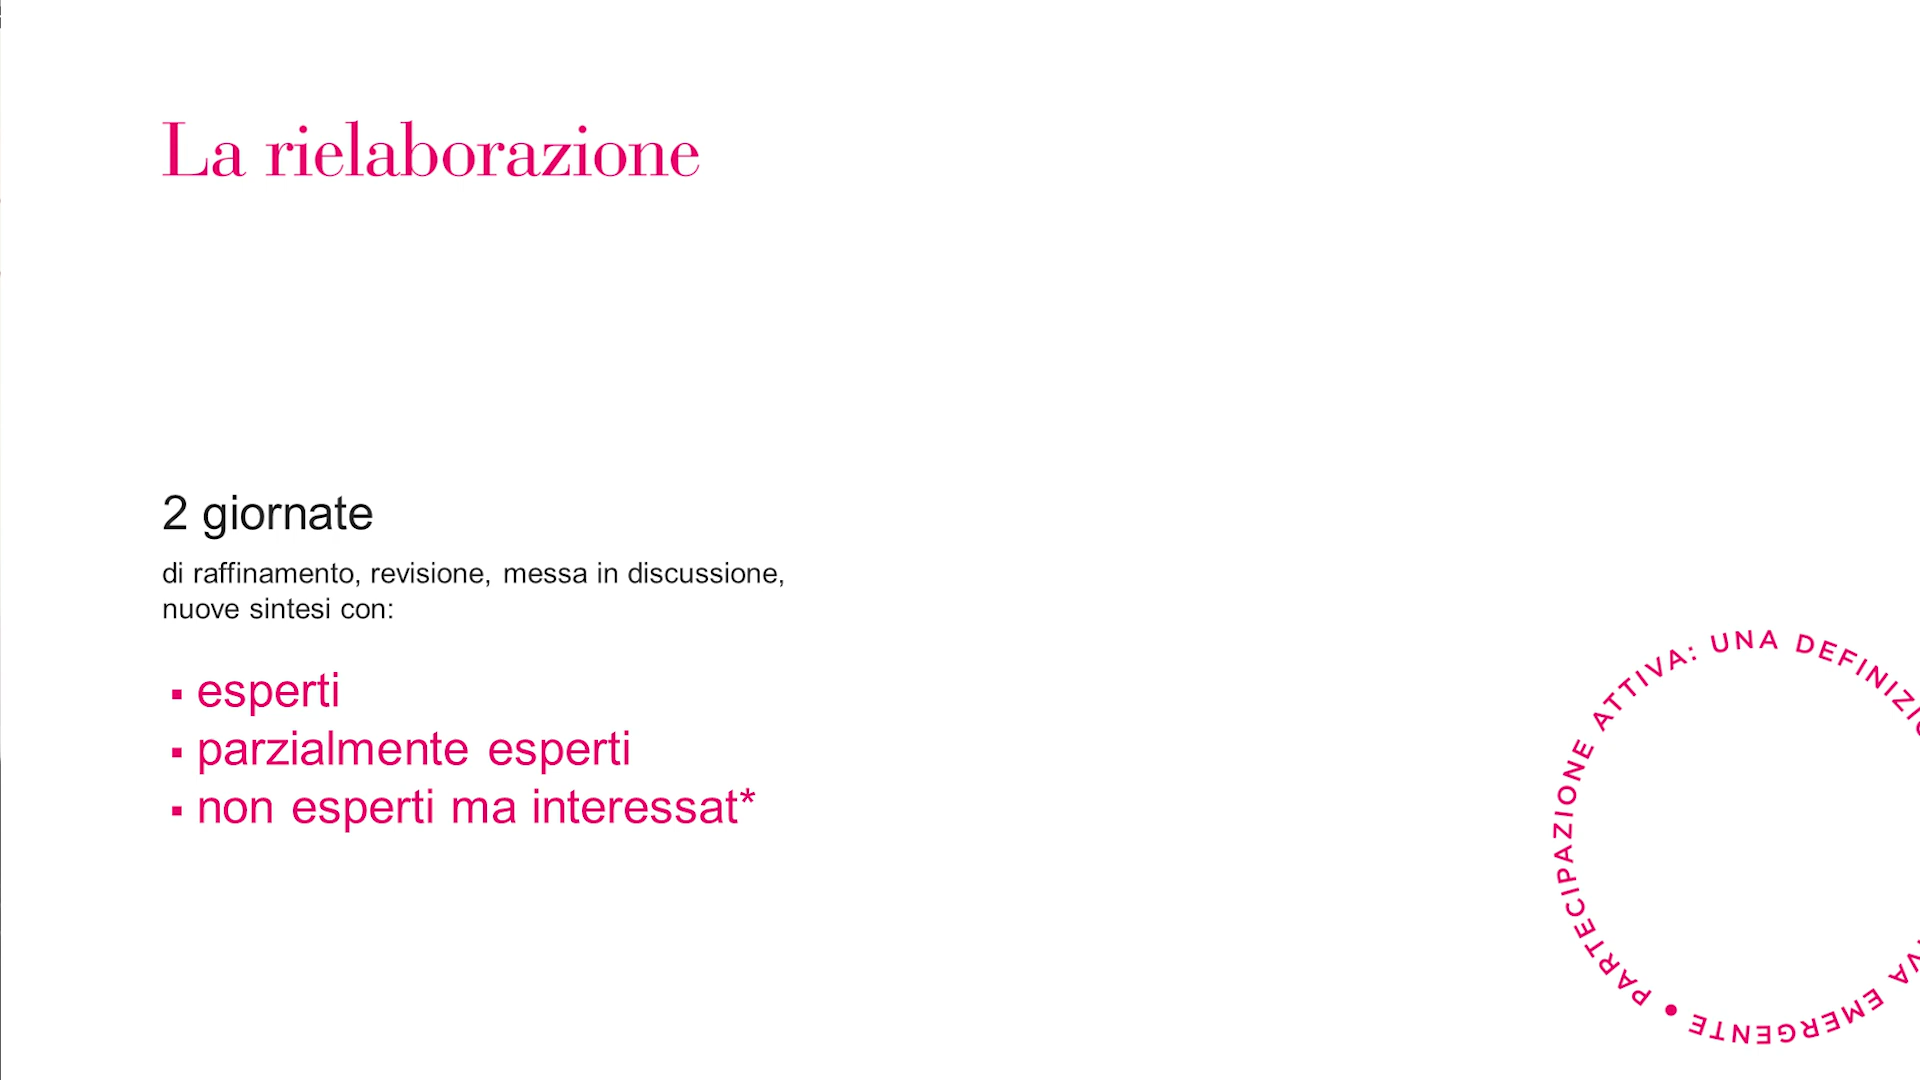 La rielaborazione
2 giornate
di raffinamento, revisione, messa in discussione,
nuove sintesi con:
▪ esperti
▪ parzialmente esperti
▪ non esperti ma interessat*
PARTECIPAZIONE ATTIVA: UNA
EMERGENTE •